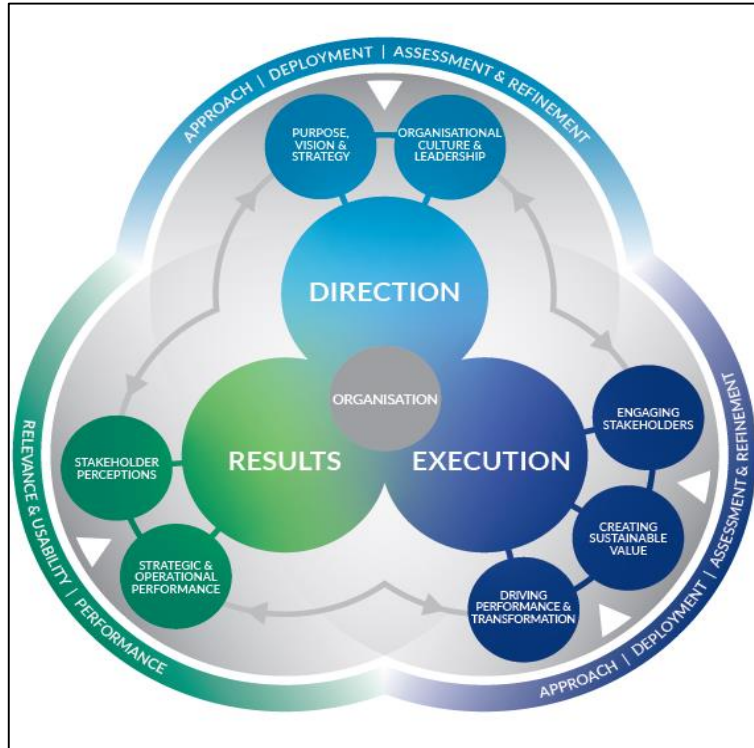 APPROACH | DEPLOYMENT | ASSESSMENT & REFINEMENT
PURPOSE,
VISION &
STRATEGY
ORGANISATIONAL
CULTURE &
LEADERSHIP
DIRECTION
ORGANISATION
RESULTS
EXECUTION
ENGAGING
STAKEHOLDERS
CREATING
SUSTAINABLE
VALUE
DRIVING
PERFORMANCE &
TRANSFORMATION
STAKEHOLDER
PERCEPTIONS
STRATEGIC &
OPERATIONAL
PERFORMANCE
RELEVANCE & USABILITY | PERFORMANCE
APPROACH | DEPLOYMENT | ASSESSMENT & REFINEMENT